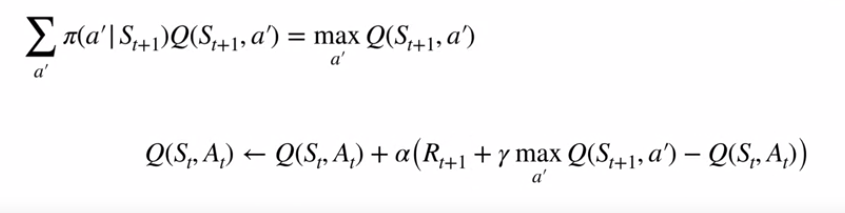 ∑_{a′} π(a′|S_{t+1})Q(S_{t+1}, a′) = max_{a′} Q(S_{t+1}, a′)
Q(S_t, A_t) ← Q(S_t, A_t) + α(R_{t+1} + γ max_{a′} Q(S_{t+1}, a′) − Q(S_t, A_t))